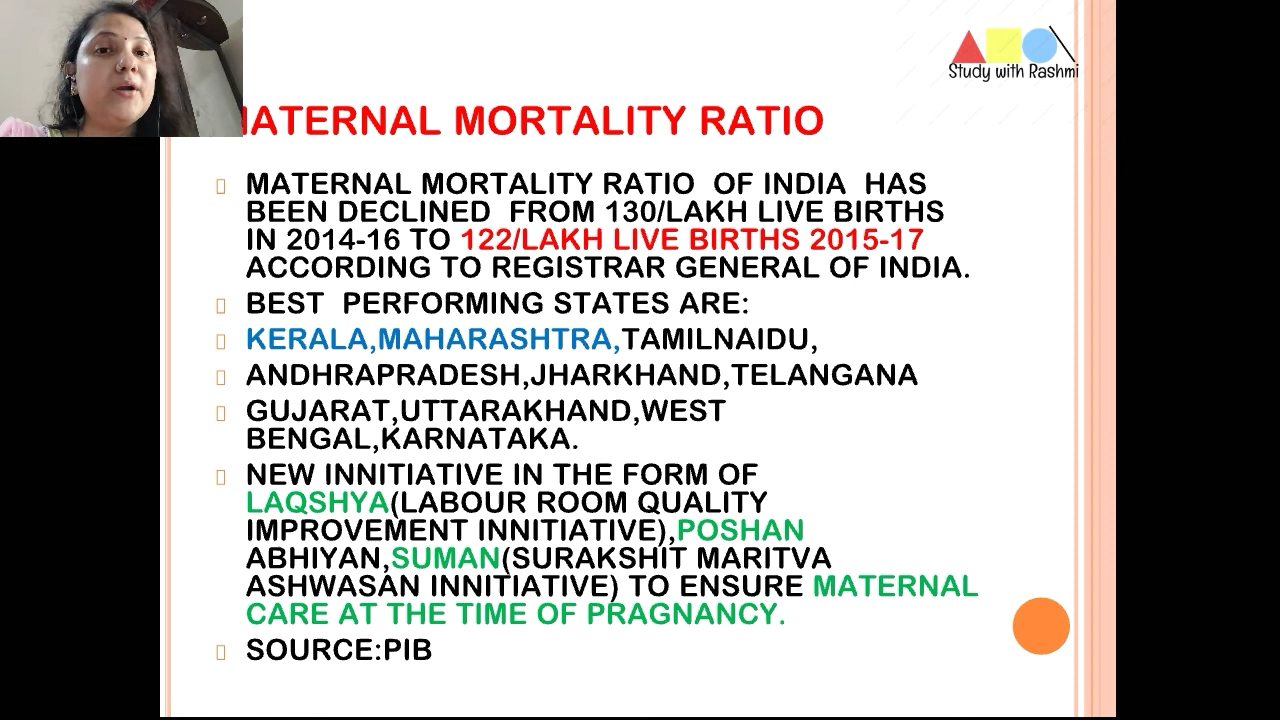 Study with Rashmi
MATERNAL MORTALITY RATIO
MATERNAL MORTALITY RATIO OF INDIA HAS
BEEN DECLINED FROM 130/LAKH LIVE BIRTHS
IN 2014-16 TO 122/LAKH LIVE BIRTHS 2015-17
ACCORDING TO REGISTRAR GENERAL OF INDIA.
BEST PERFORMING STATES ARE:
KERALA,MAHARASHTRA,TAMILNAIDU,
ANDHRAPRADESH,JHARKHAND,TELANGANA
GUJARAT,UTTARAKHAND,WEST
BENGAL,KARNATAKA.
NEW INNITIATIVE IN THE FORM OF
LAQSHYA(LABOUR ROOM QUALITY
IMPROVEMENT INNITIATIVE),POSHAN
ABHIYAN,SUMAN(SURAKSHIT MARITVA
ASHWASAN INNITIATIVE) TO ENSURE MATERNAL
CARE AT THE TIME OF PRAGNANCY.
SOURCE:PIB